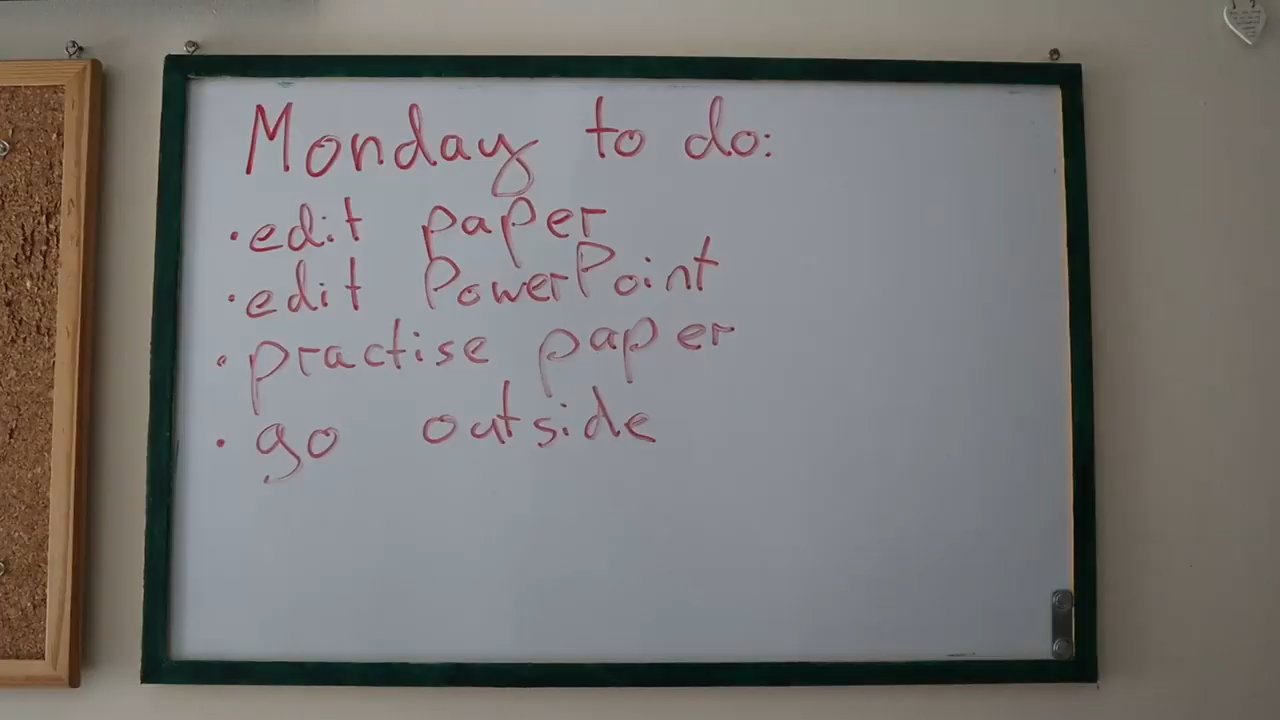 Monday to do:
· edit paper
· edit PowerPoint
· practise paper
· go outside